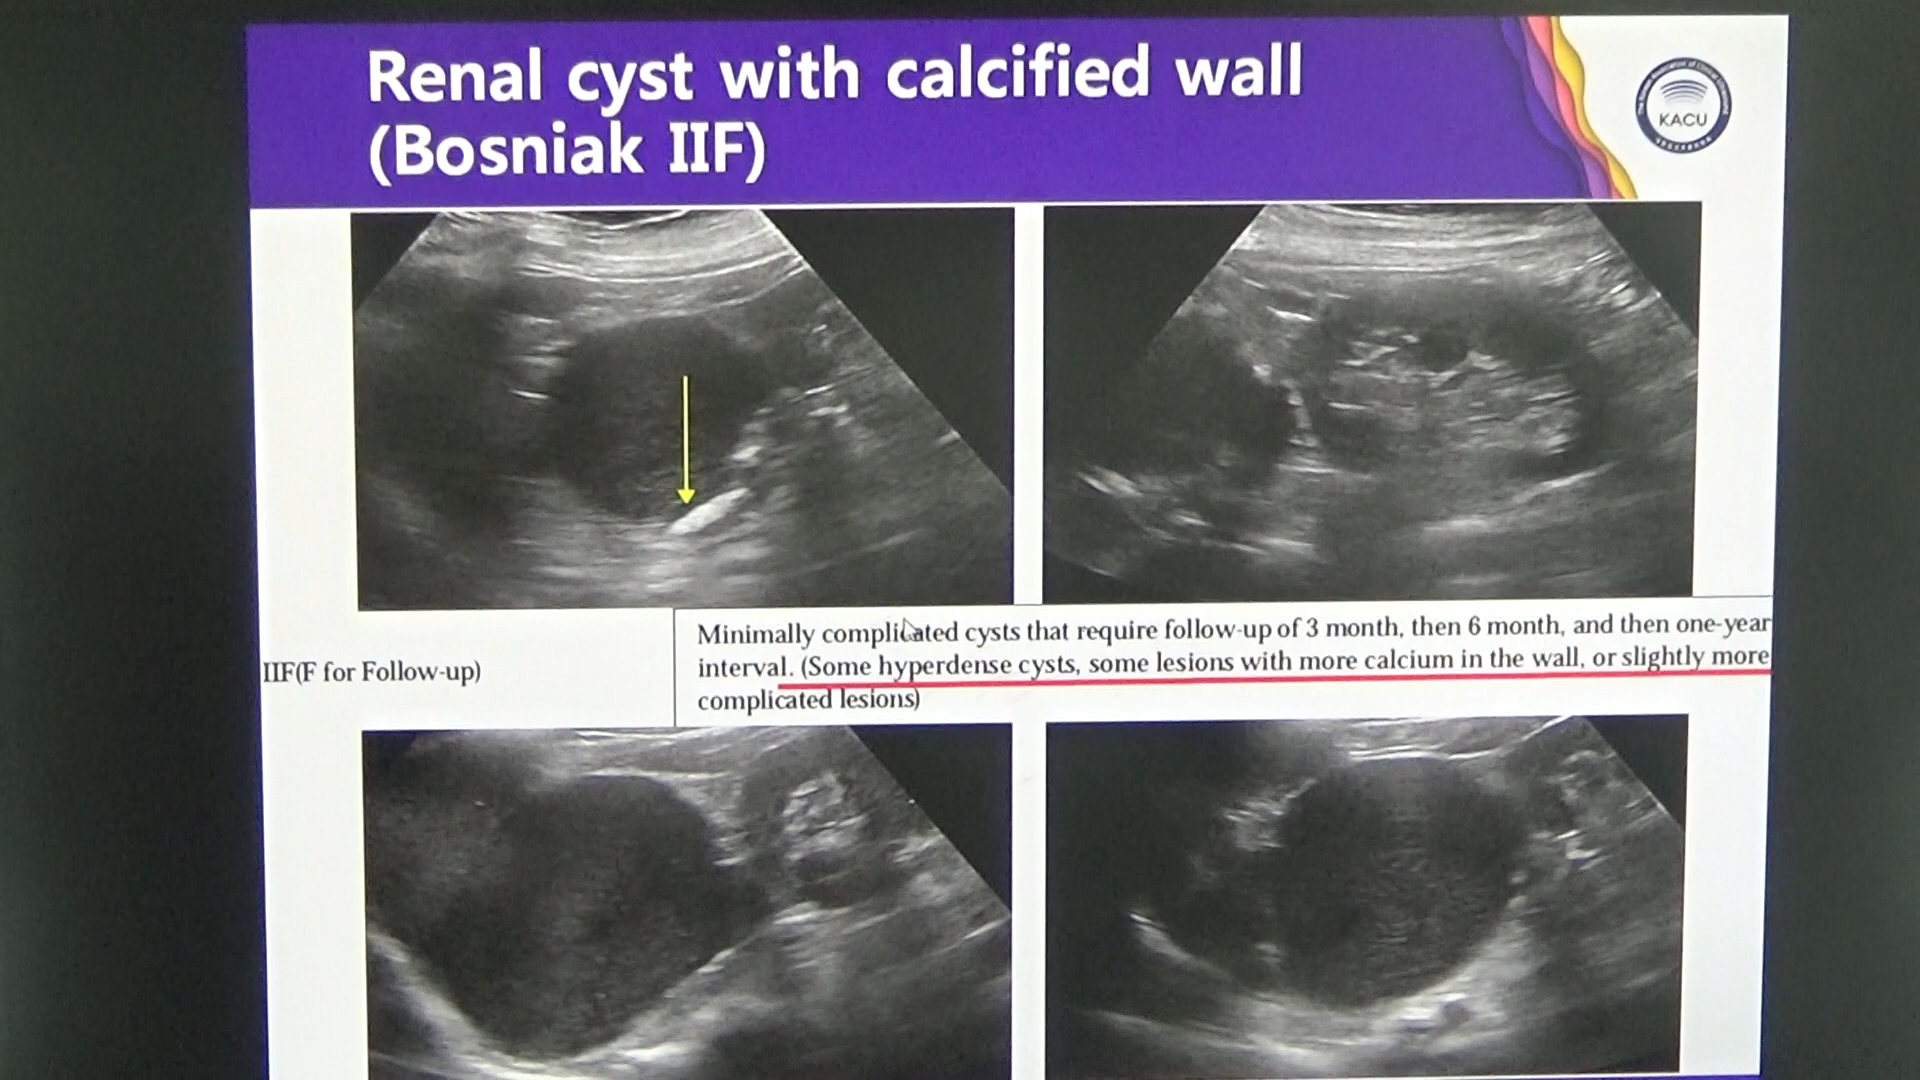 Renal cyst with calcified wall
(Bosniak IIF)
KACU
IIF(F for Follow-up)
Minimally complicated cysts that require follow-up of 3 month, then 6 month, and then one-year
interval. (Some hyperdense cysts, some lesions with more calcium in the wall, or slightly more
complicated lesions)